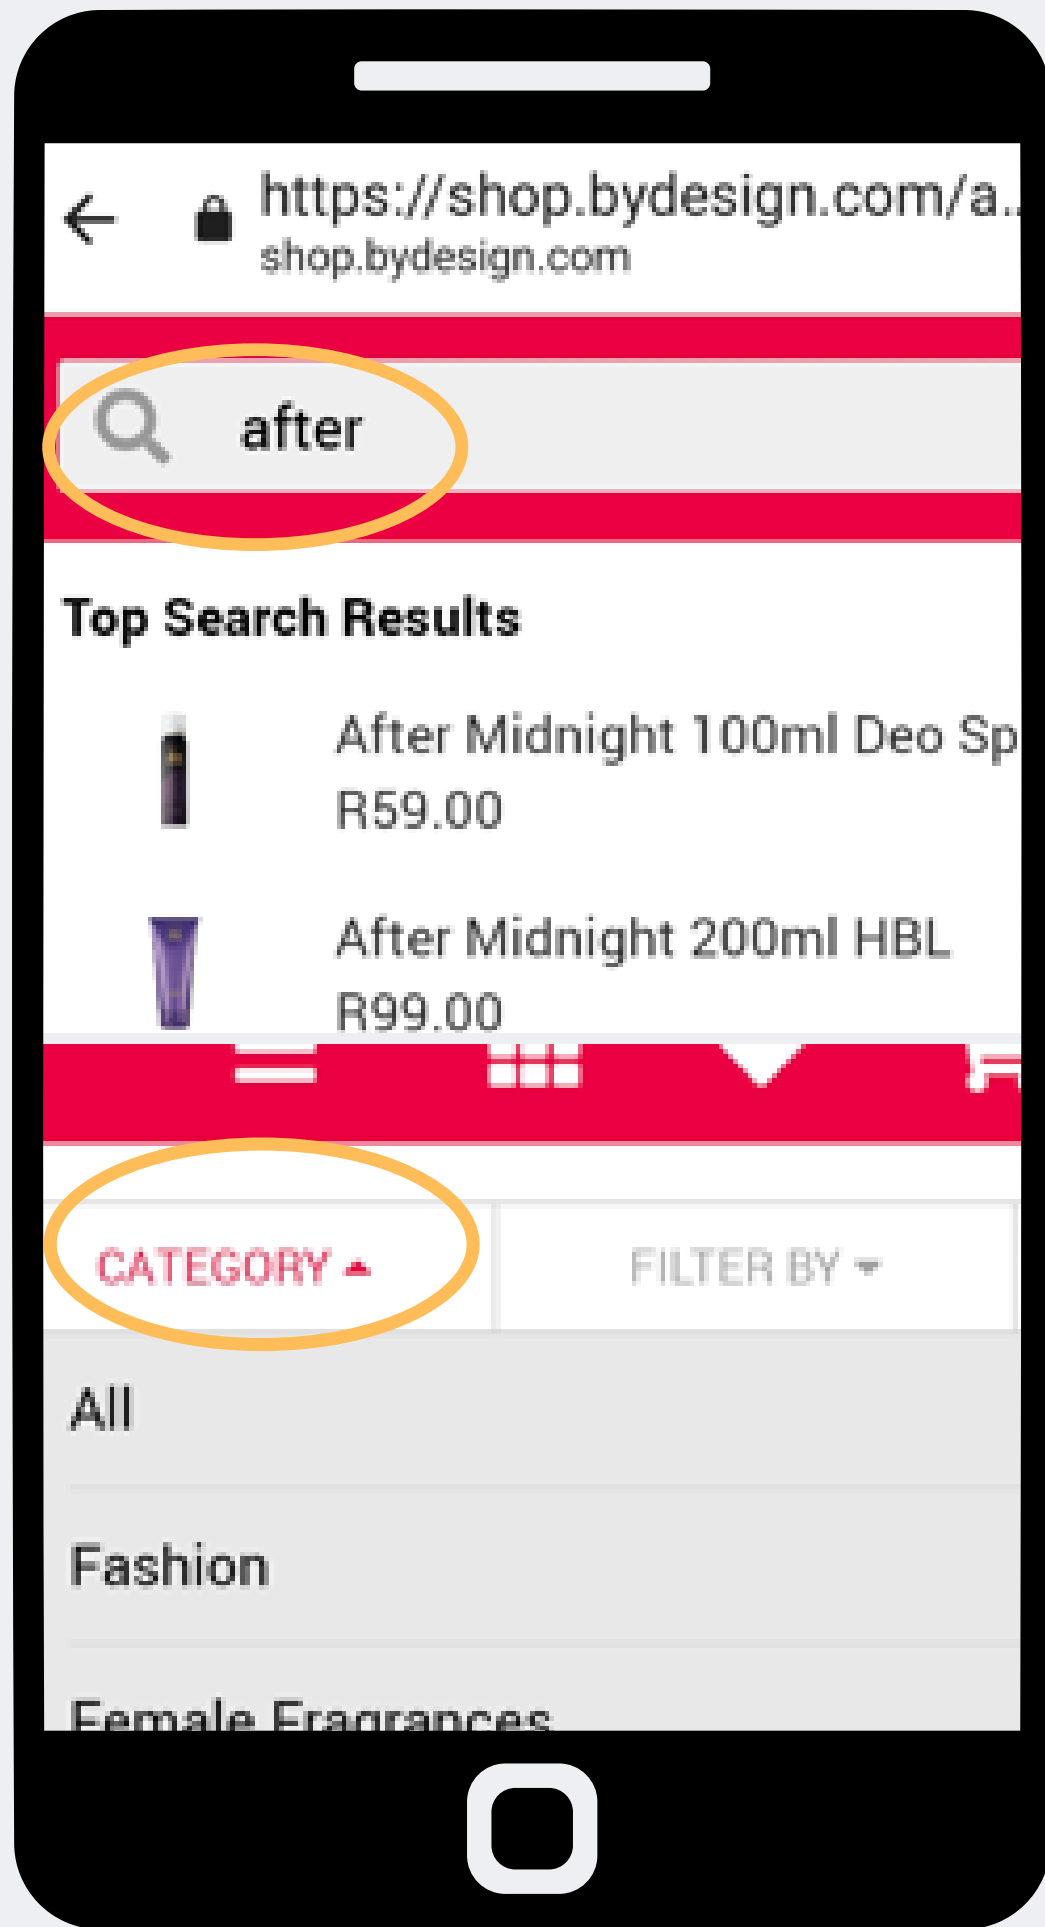 https://shop.bydesign.com/a..
shop.bydesign.com
after
Top Search Results
After Midnight 100ml Deo Sp
R59.00
After Midnight 200ml HBL
R99.00
CATEGORY
FILTER BY
All
Fashion
Female Fragrances